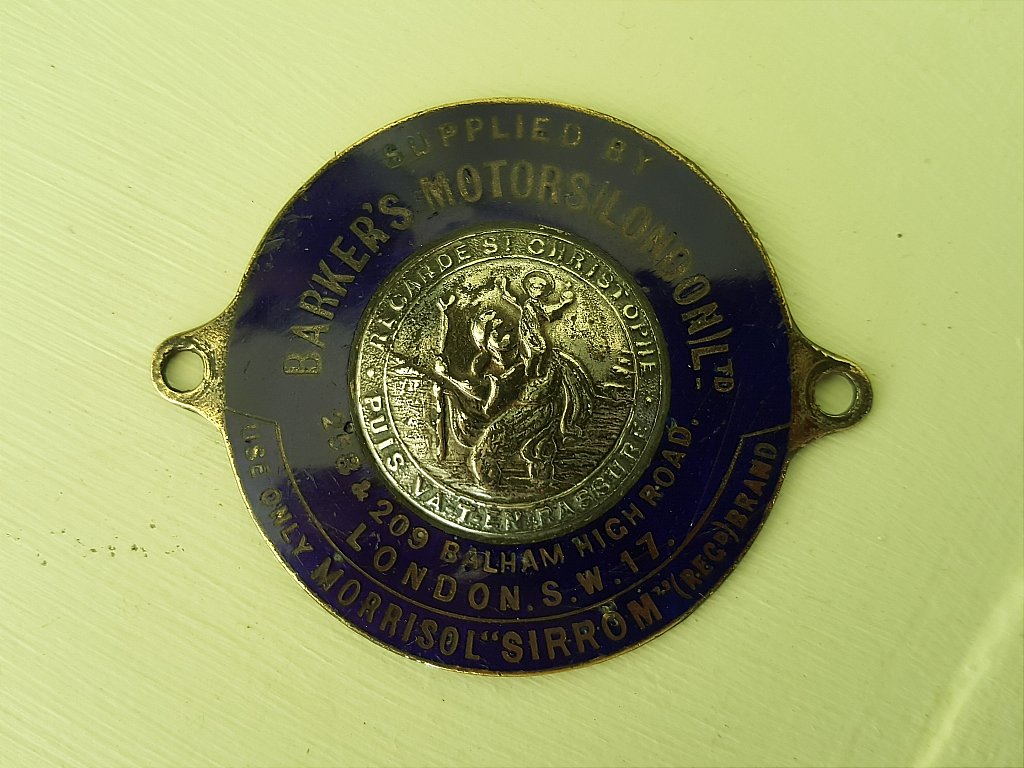 SUPPLIED BY
BARKER'S MOTORS (LONDON) LTD
& 209 BALHAM HIGH ROAD.
LONDON. S.W.17.
USE ONLY MORRISOL "SIRROM" (REGD) BRAND
REGARDE ST CHRISTOPHE
PUIS VA-T-EN RASSURE